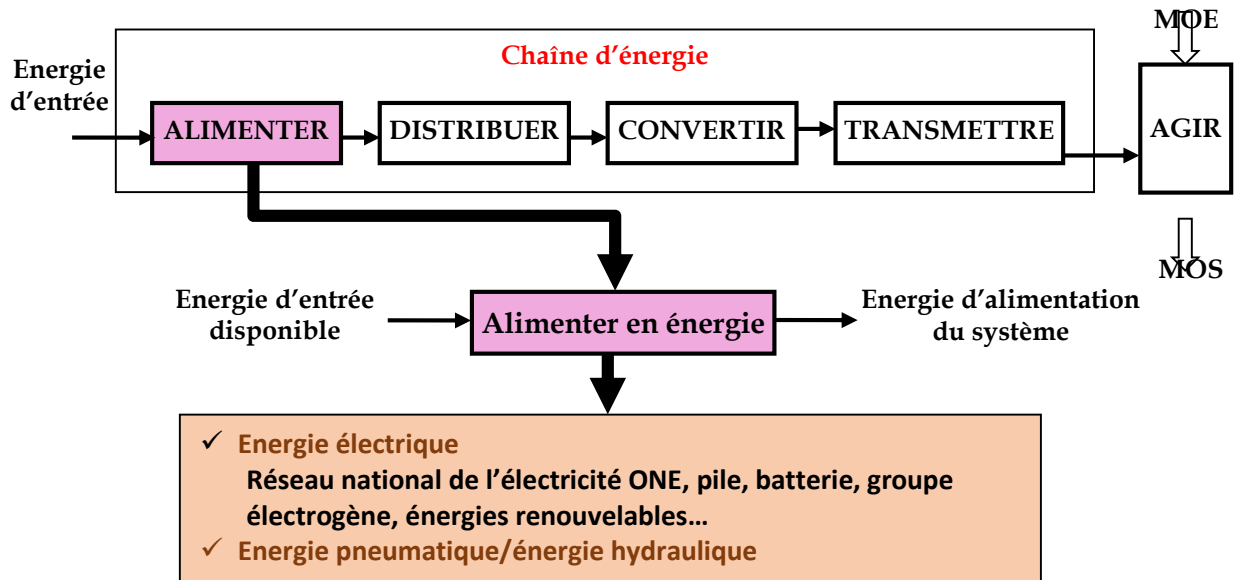 MOE
Chaîne d’énergie
Energie
d’entrée
ALIMENTER
DISTRIBUER
CONVERTIR
TRANSMETTRE
AGIR
MOS
Energie d’entrée
disponible
Alimenter en énergie
Energie d’alimentation
du système
✓ Energie électrique
Réseau national de l’électricité ONE, pile, batterie, groupe
électrogène, énergies renouvelables…
✓ Energie pneumatique/énergie hydraulique